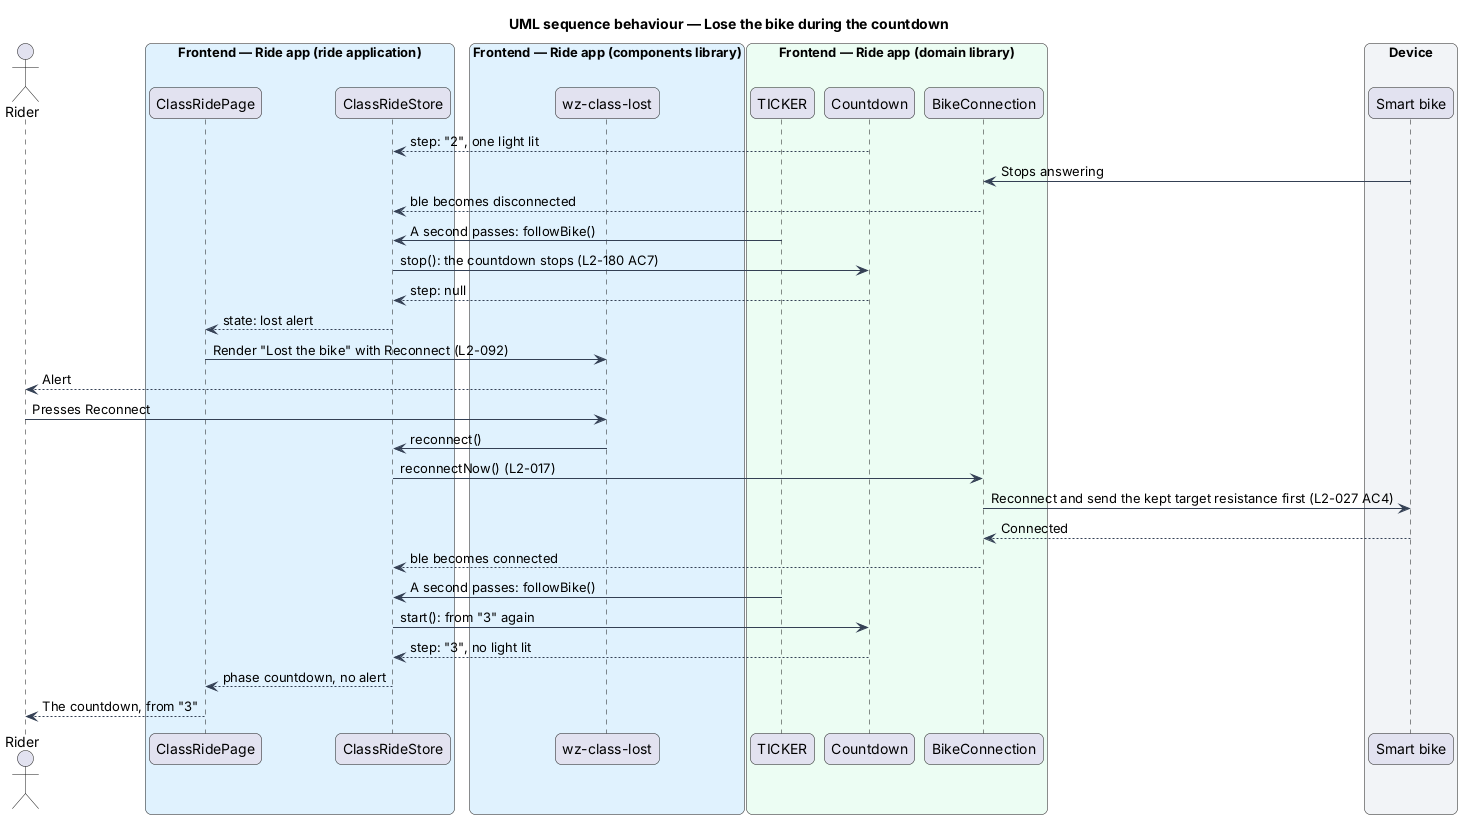 UML sequence behaviour — Lose the bike during the countdown
Frontend — Ride app (ride application)
Frontend — Ride app (components library)
Frontend — Ride app (domain library)
Device
Rider
ClassRidePage
ClassRideStore
wz-class-lost
TICKER
Countdown
BikeConnection
Smart bike
step: "2", one light lit
Stops answering
ble becomes disconnected
A second passes: followBike()
stop(): the countdown stops (L2-180 AC7)
step: null
state: lost alert
Render "Lost the bike" with Reconnect (L2-092)
Alert
Presses Reconnect
reconnect()
reconnectNow() (L2-017)
Reconnect and send the kept target resistance first (L2-027 AC4)
Connected
ble becomes connected
A second passes: followBike()
start(): from "3" again
step: "3", no light lit
phase countdown, no alert
The countdown, from "3"
Rider
ClassRidePage
ClassRideStore
wz-class-lost
TICKER
Countdown
BikeConnection
Smart bike